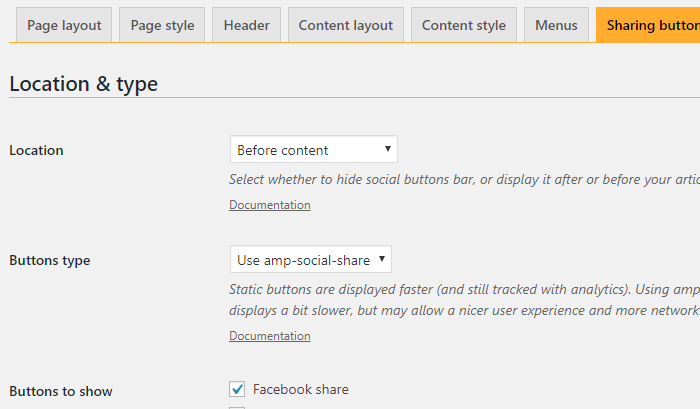 Page layout
Page style
Header
Content layout
Content style
Menus
Sharing button
Location & type
Location
Before content
Select whether to hide social buttons bar, or display it after or before your artic
Documentation
Buttons type
Use amp-social-share
Static buttons are displayed faster (and still tracked with analytics). Using amp
displays a bit slower, but may allow a nicer user experience and more network
Documentation
Buttons to show
Facebook share